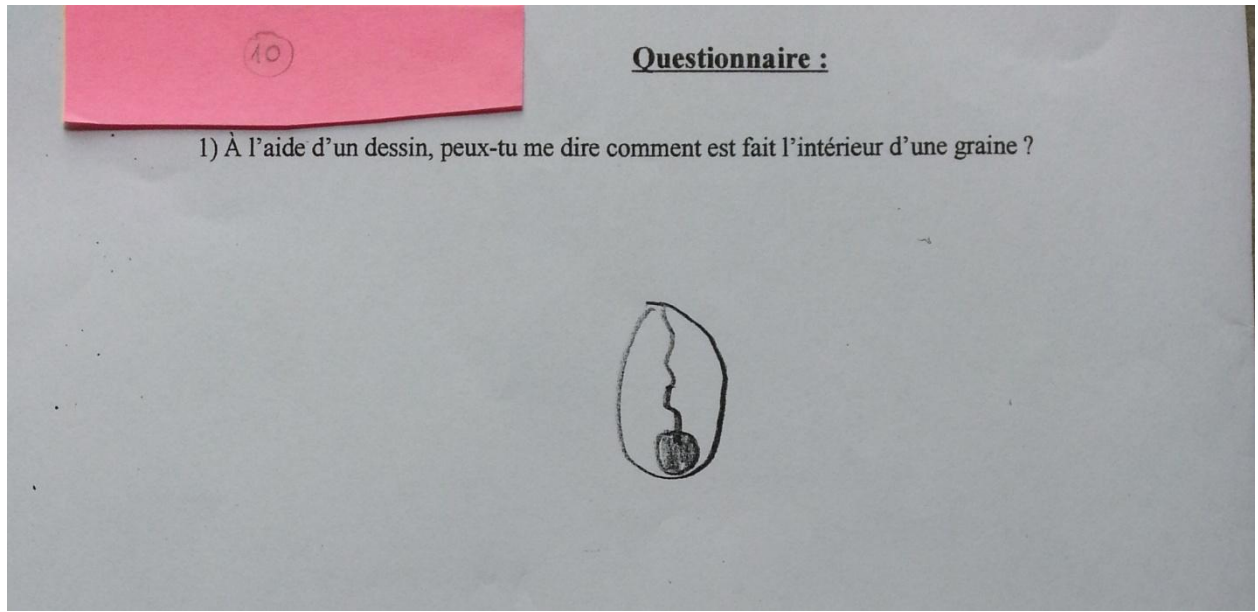 10
Questionnaire :
1) À l'aide d'un dessin, peux-tu me dire comment est fait l'intérieur d'une graine ?